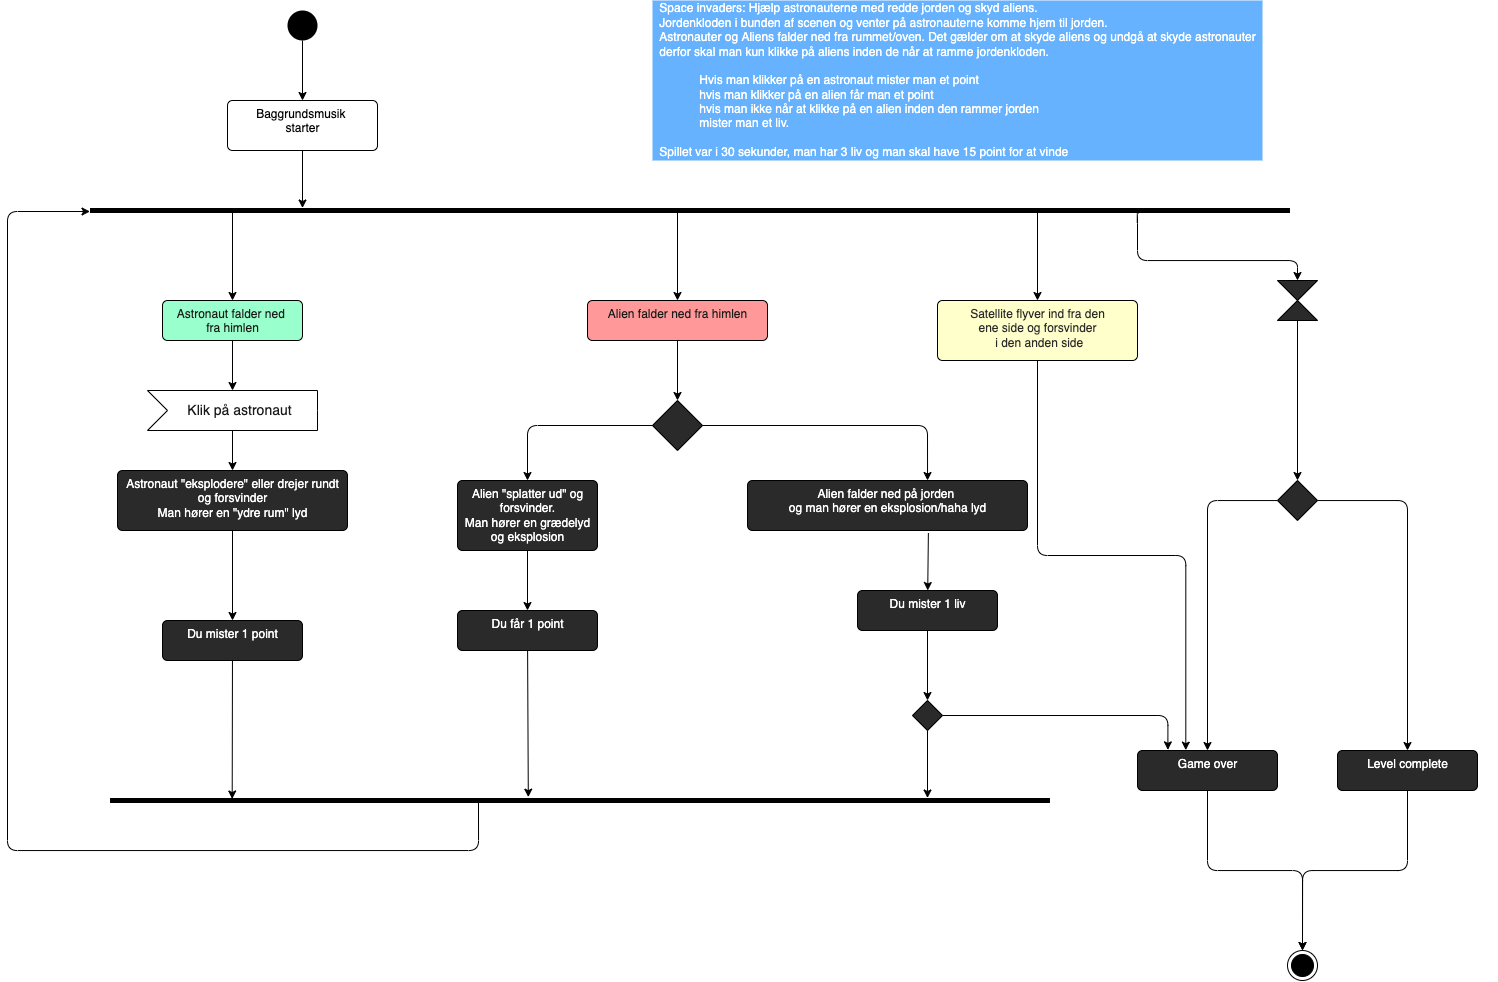 Space invaders: Hjælp astronauterne med redde jorden og skyd aliens.
Jordenkloden i bunden af scenen og venter på astronauterne komme hjem til jorden.
Astronauter og Aliens falder ned fra rummet/oven. Det gælder om at skyde aliens og undgå at skyde astronauter
derfor skal man kun klikke på aliens inden de når at ramme jordenkloden.
Hvis man klikker på en astronaut mister man et point
hvis man klikker på en alien får man et point
hvis man ikke når at klikke på en alien inden den rammer jorden
mister man et liv.
Spillet var i 30 sekunder, man har 3 liv og man skal have 15 point for at vinde
Baggrundsmusik
starter
Astronaut falder ned
fra himlen
Alien falder ned fra himlen
Satellite flyver ind fra den
ene side og forsvinder
i den anden side
Klik på astronaut
Astronaut "eksplodere" eller drejer rundt
og forsvinder
Man hører en "ydre rum" lyd
Alien "splatter ud" og
forsvinder.
Man hører en grædelyd
og eksplosion
Alien falder ned på jorden
og man hører en eksplosion/haha lyd
Du mister 1 point
Du får 1 point
Du mister 1 liv
Game over
Level complete